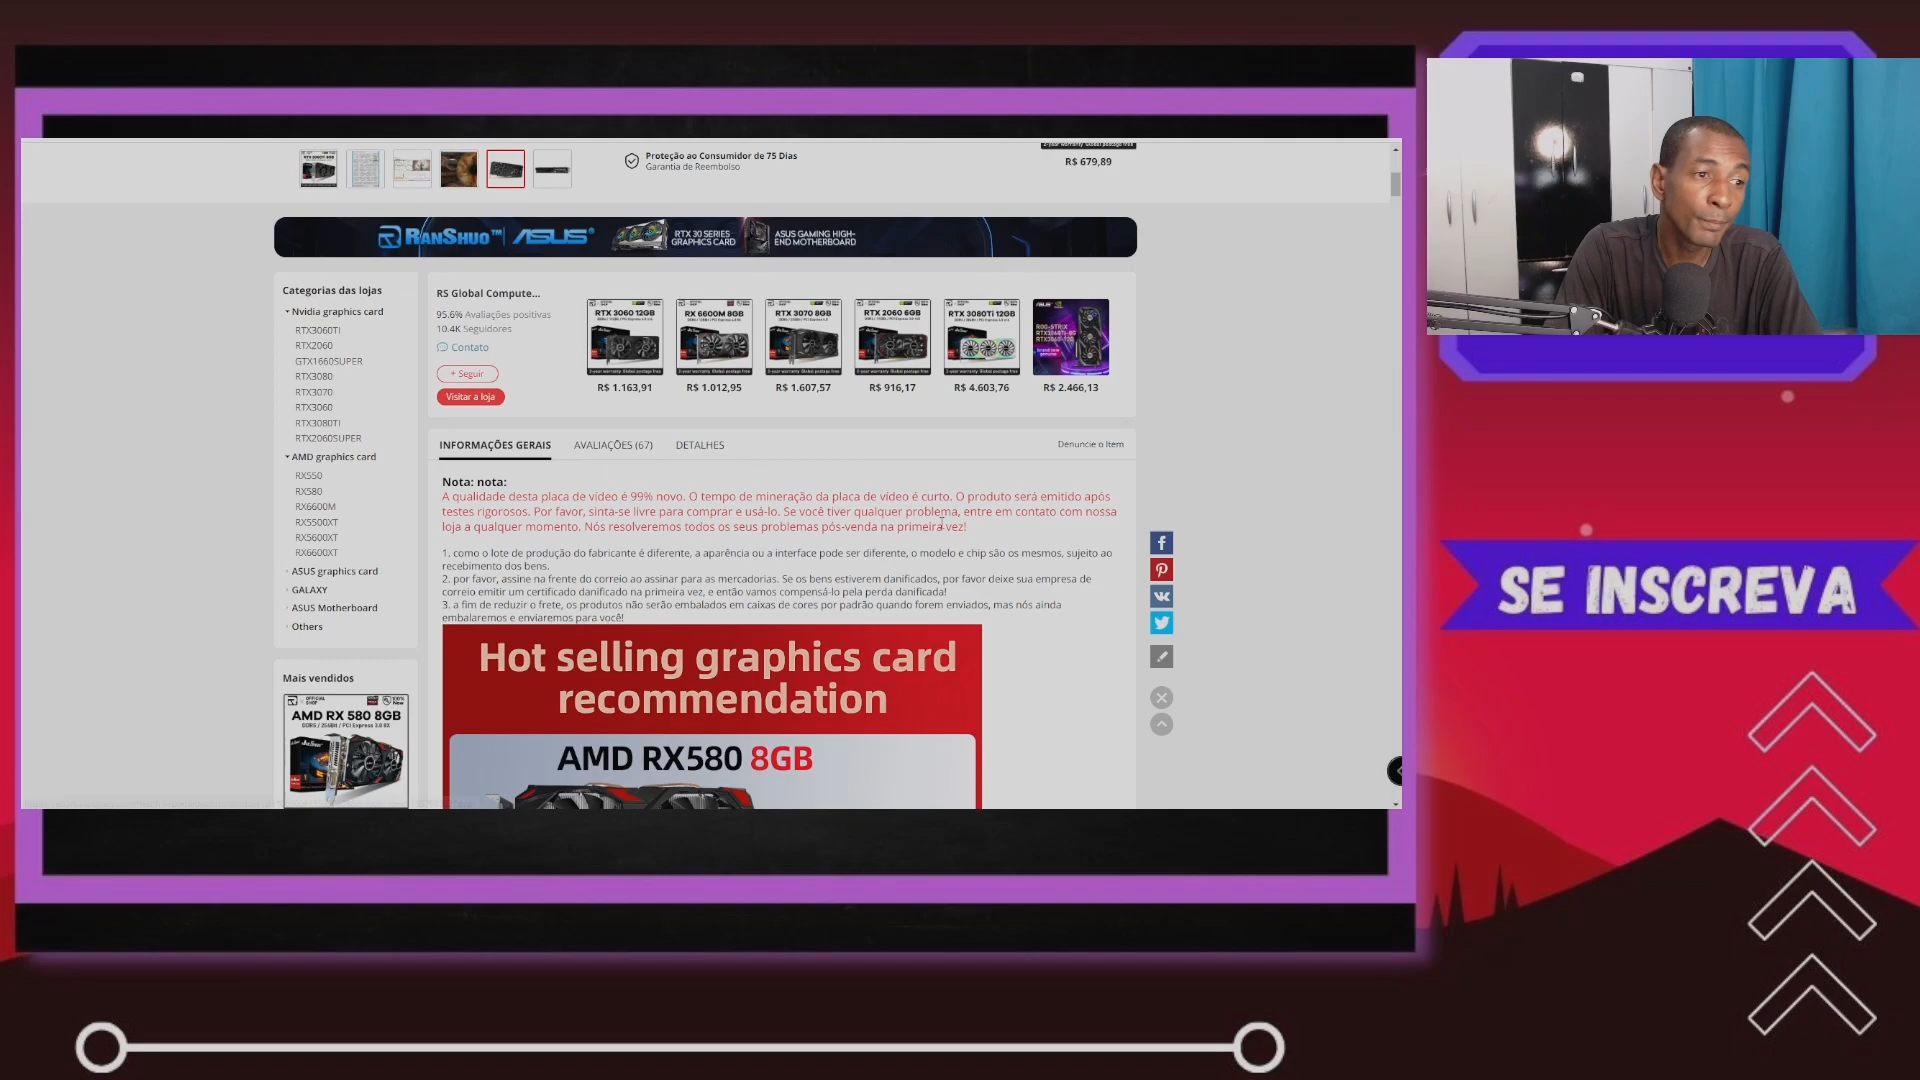 Proteção ao Consumidor de 75 Dias
Garantia de Reembolso
R$ 679,89
RANSHUO™ | ASUS®
RTX 30 SERIES
GRAPHICS CARD
ASUS GAMING HIGH-
END MOTHERBOARD
Categorias das lojas
Nvidia graphics card
RTX3060TI
RTX2060
GTX1660SUPER
RTX3080
RTX3070
RTX3060
RTX3080TI
RTX2060SUPER
AMD graphics card
RX550
RX580
RX6600M
RX5500XT
RX5600XT
RX6600XT
ASUS graphics card
GALAXY
ASUS Motherboard
Others
Mais vendidos
AMD RX 580 8GB
RS Global Compute...
95.6% Avaliações positivas
10.4K Seguidores
Contato
+ Seguir
Visitar a loja
RTX 3060 12GB
R$ 1.163,91
RX 6600M 8GB
R$ 1.012,95
RTX 3070 8GB
R$ 1.607,57
RTX 2060 6GB
R$ 916,17
RTX 3080Ti 12GB
R$ 4.603,76
R$ 2.466,13
INFORMAÇÕES GERAIS
AVALIAÇÕES (67)
DETALHES
Denuncie o Item
Nota: nota:
A qualidade desta placa de vídeo é 99% novo. O tempo de mineração da placa de vídeo é curto. O produto será emitido após
testes rigorosos. Por favor, sinta-se livre para comprar e usá-lo. Se você tiver qualquer problema, entre em contato com nossa
loja a qualquer momento. Nós resolveremos todos os seus problemas pós-venda na primeira vez!
1. como o lote de produção do fabricante é diferente, a aparência ou a interface pode ser diferente, o modelo e chip são os mesmos, sujeito ao
recebimento dos bens.
2. por favor, assine na frente do correio ao assinar para as mercadorias. Se os bens estiverem danificados, por favor deixe sua empresa de
correio emitir um certificado danificado na primeira vez, e então vamos compensá-lo pela perda danificada!
3. a fim de reduzir o frete, os produtos não serão embalados em caixas de cores por padrão quando forem enviados, mas nós ainda
embalaremos e enviaremos para você!
Hot selling graphics card
recommendation
AMD RX580 8GB
SE INSCREVA